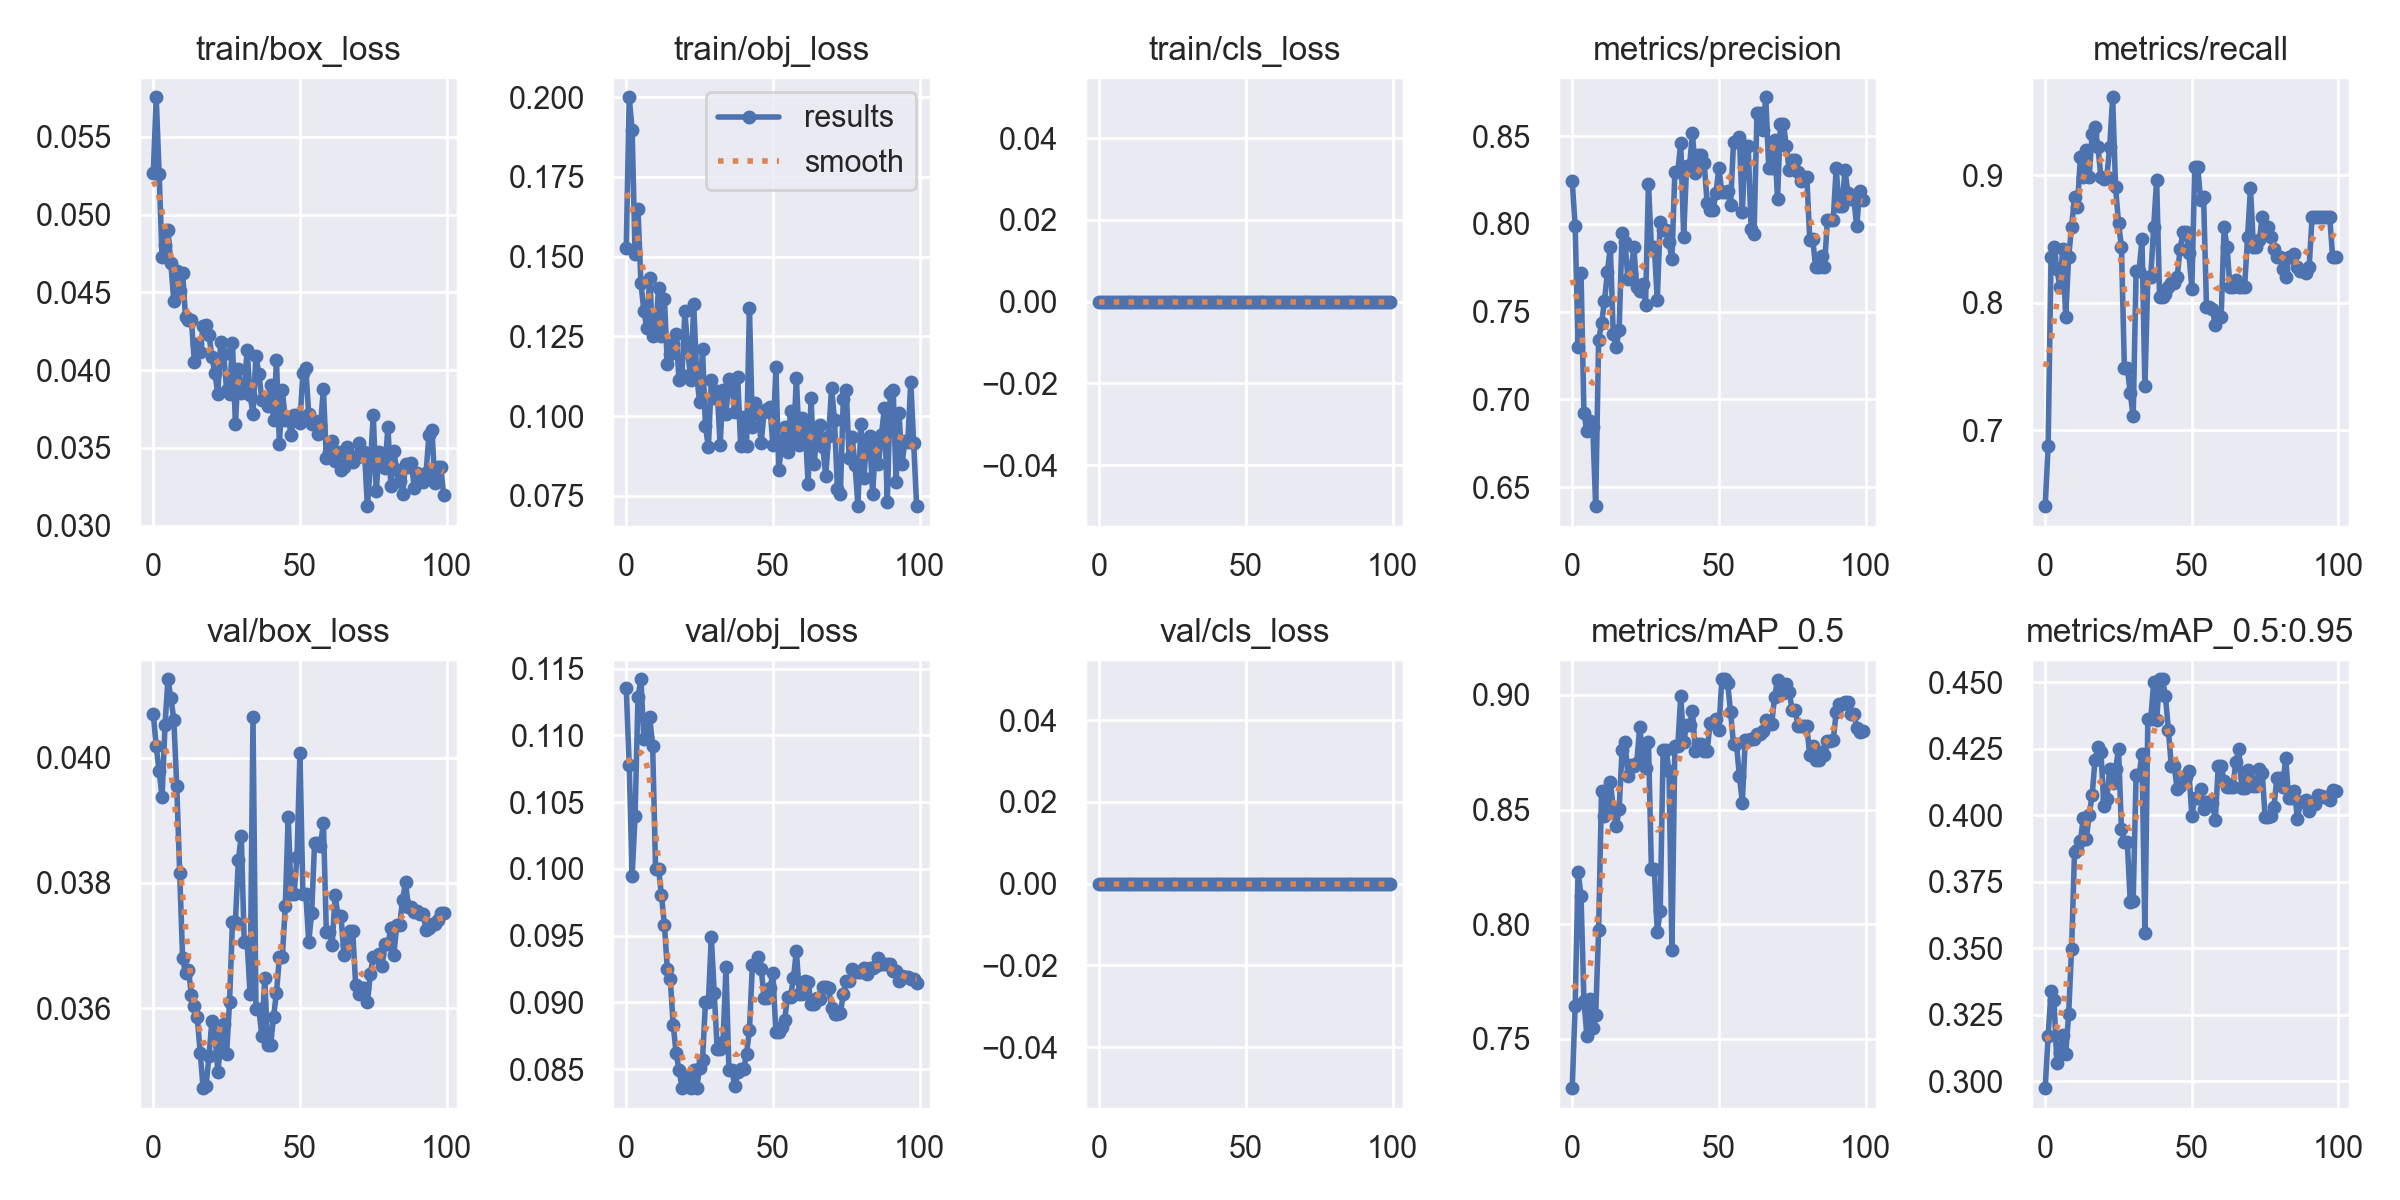 train/box_loss
0.055
0.050
0.045
0.040
0.035
0.030
0 50 100
train/obj_loss
results
smooth
0.200
0.175
0.150
0.125
0.100
0.075
0 50 100
train/cls_loss
0.04
0.02
0.00
−0.02
−0.04
0 50 100
metrics/precision
0.85
0.80
0.75
0.70
0.65
0 50 100
metrics/recall
0.9
0.8
0.7
0 50 100
val/box_loss
0.040
0.038
0.036
0 50 100
val/obj_loss
0.115
0.110
0.105
0.100
0.095
0.090
0.085
0 50 100
val/cls_loss
0.04
0.02
0.00
−0.02
−0.04
0 50 100
metrics/mAP_0.5
0.90
0.85
0.80
0.75
0 50 100
metrics/mAP_0.5:0.95
0.450
0.425
0.400
0.375
0.350
0.325
0.300
0 50 100